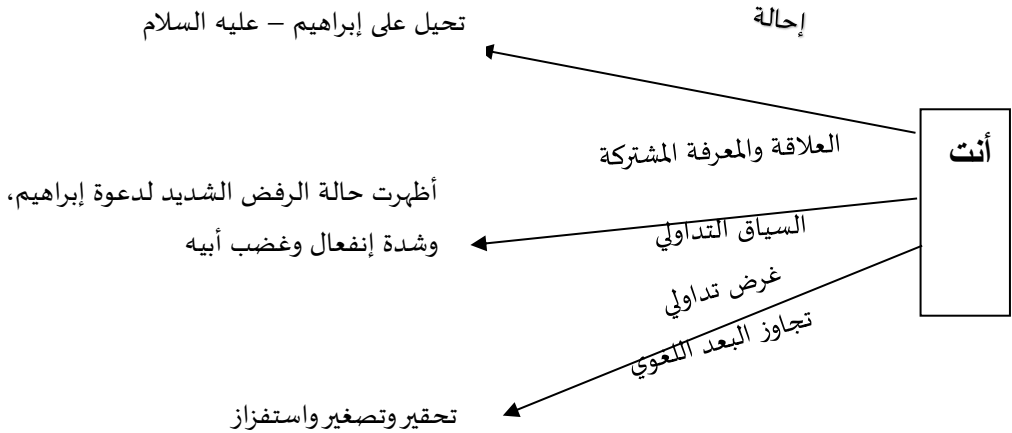 إحالة
تحيل على إبراهيم – عليه السلام
أنت
العلاقة والمعرفة المشتركة
أظهرت حالة الرفض الشديد لدعوة إبراهيم،
وشدة إنفعال وغضب أبيه
السياق التداولي
غرض تداولي
تجاوز البعد اللغوي
تحقير وتصغير واستفزاز